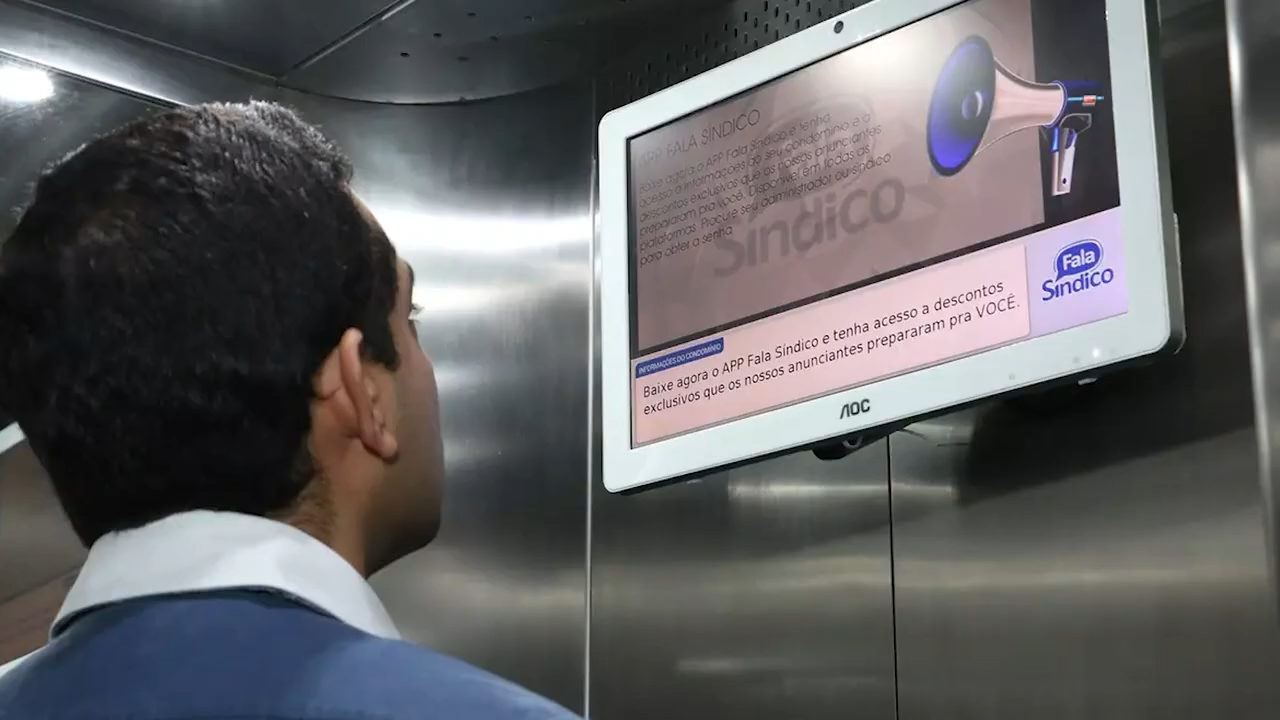 APP FALA SÍNDICO
Baixe agora o APP Fala Síndico e tenha
acesso a informações do seu condomínio e a
descontos exclusivos que os nossos anunciantes
prepararam pra você. Disponível em todas as
plataformas. Procure seu administrador ou síndico
para obter a senha
Síndico
Fala
Síndico
INFORMAÇÕES DO CONDOMÍNIO
Baixe agora o APP Fala Síndico e tenha acesso a descontos
exclusivos que os nossos anunciantes prepararam pra VOCÊ.
AOC